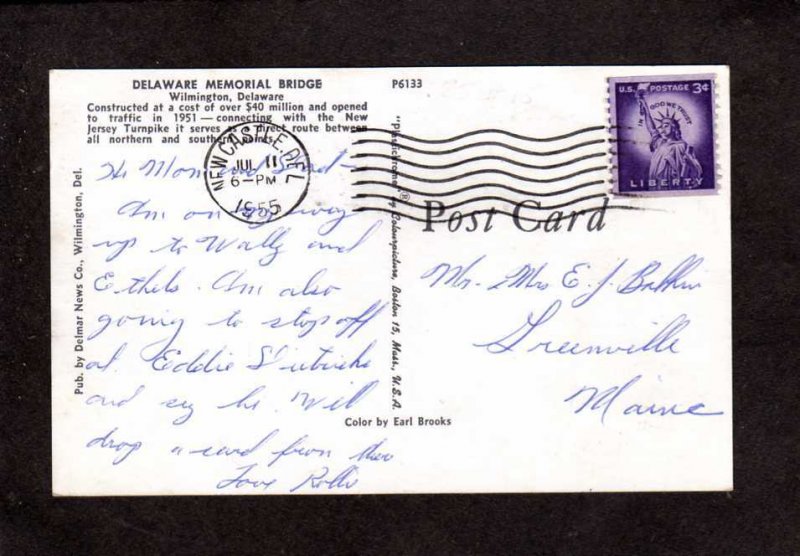 DELAWARE MEMORIAL BRIDGE
Wilmington, Delaware
Constructed at a cost of over $40 million and opened
to traffic in 1951 — connecting with the New
Jersey Turnpike it serves as a direct route between
all northern and southern points.
P6133
U.S. POSTAGE 3¢
IN GOD WE TRUST
LIBERTY
NEW CASTLE, DEL.
JUL 11
6-PM
1955
Hi Mom and Dad-
Am on my way
up to Wally and
Ethels. Am also
going to stop off
at Eddie
and say hi. Will
drop a card from there
Love
Post Card
Mr. Mrs E. J.
Greenville
Maine
Pub. by Delmar News Co., Wilmington, Del.
"Plastichrome" ® by Colourpicture, Boston 15, Mass., U.S.A.
Color by Earl Brooks